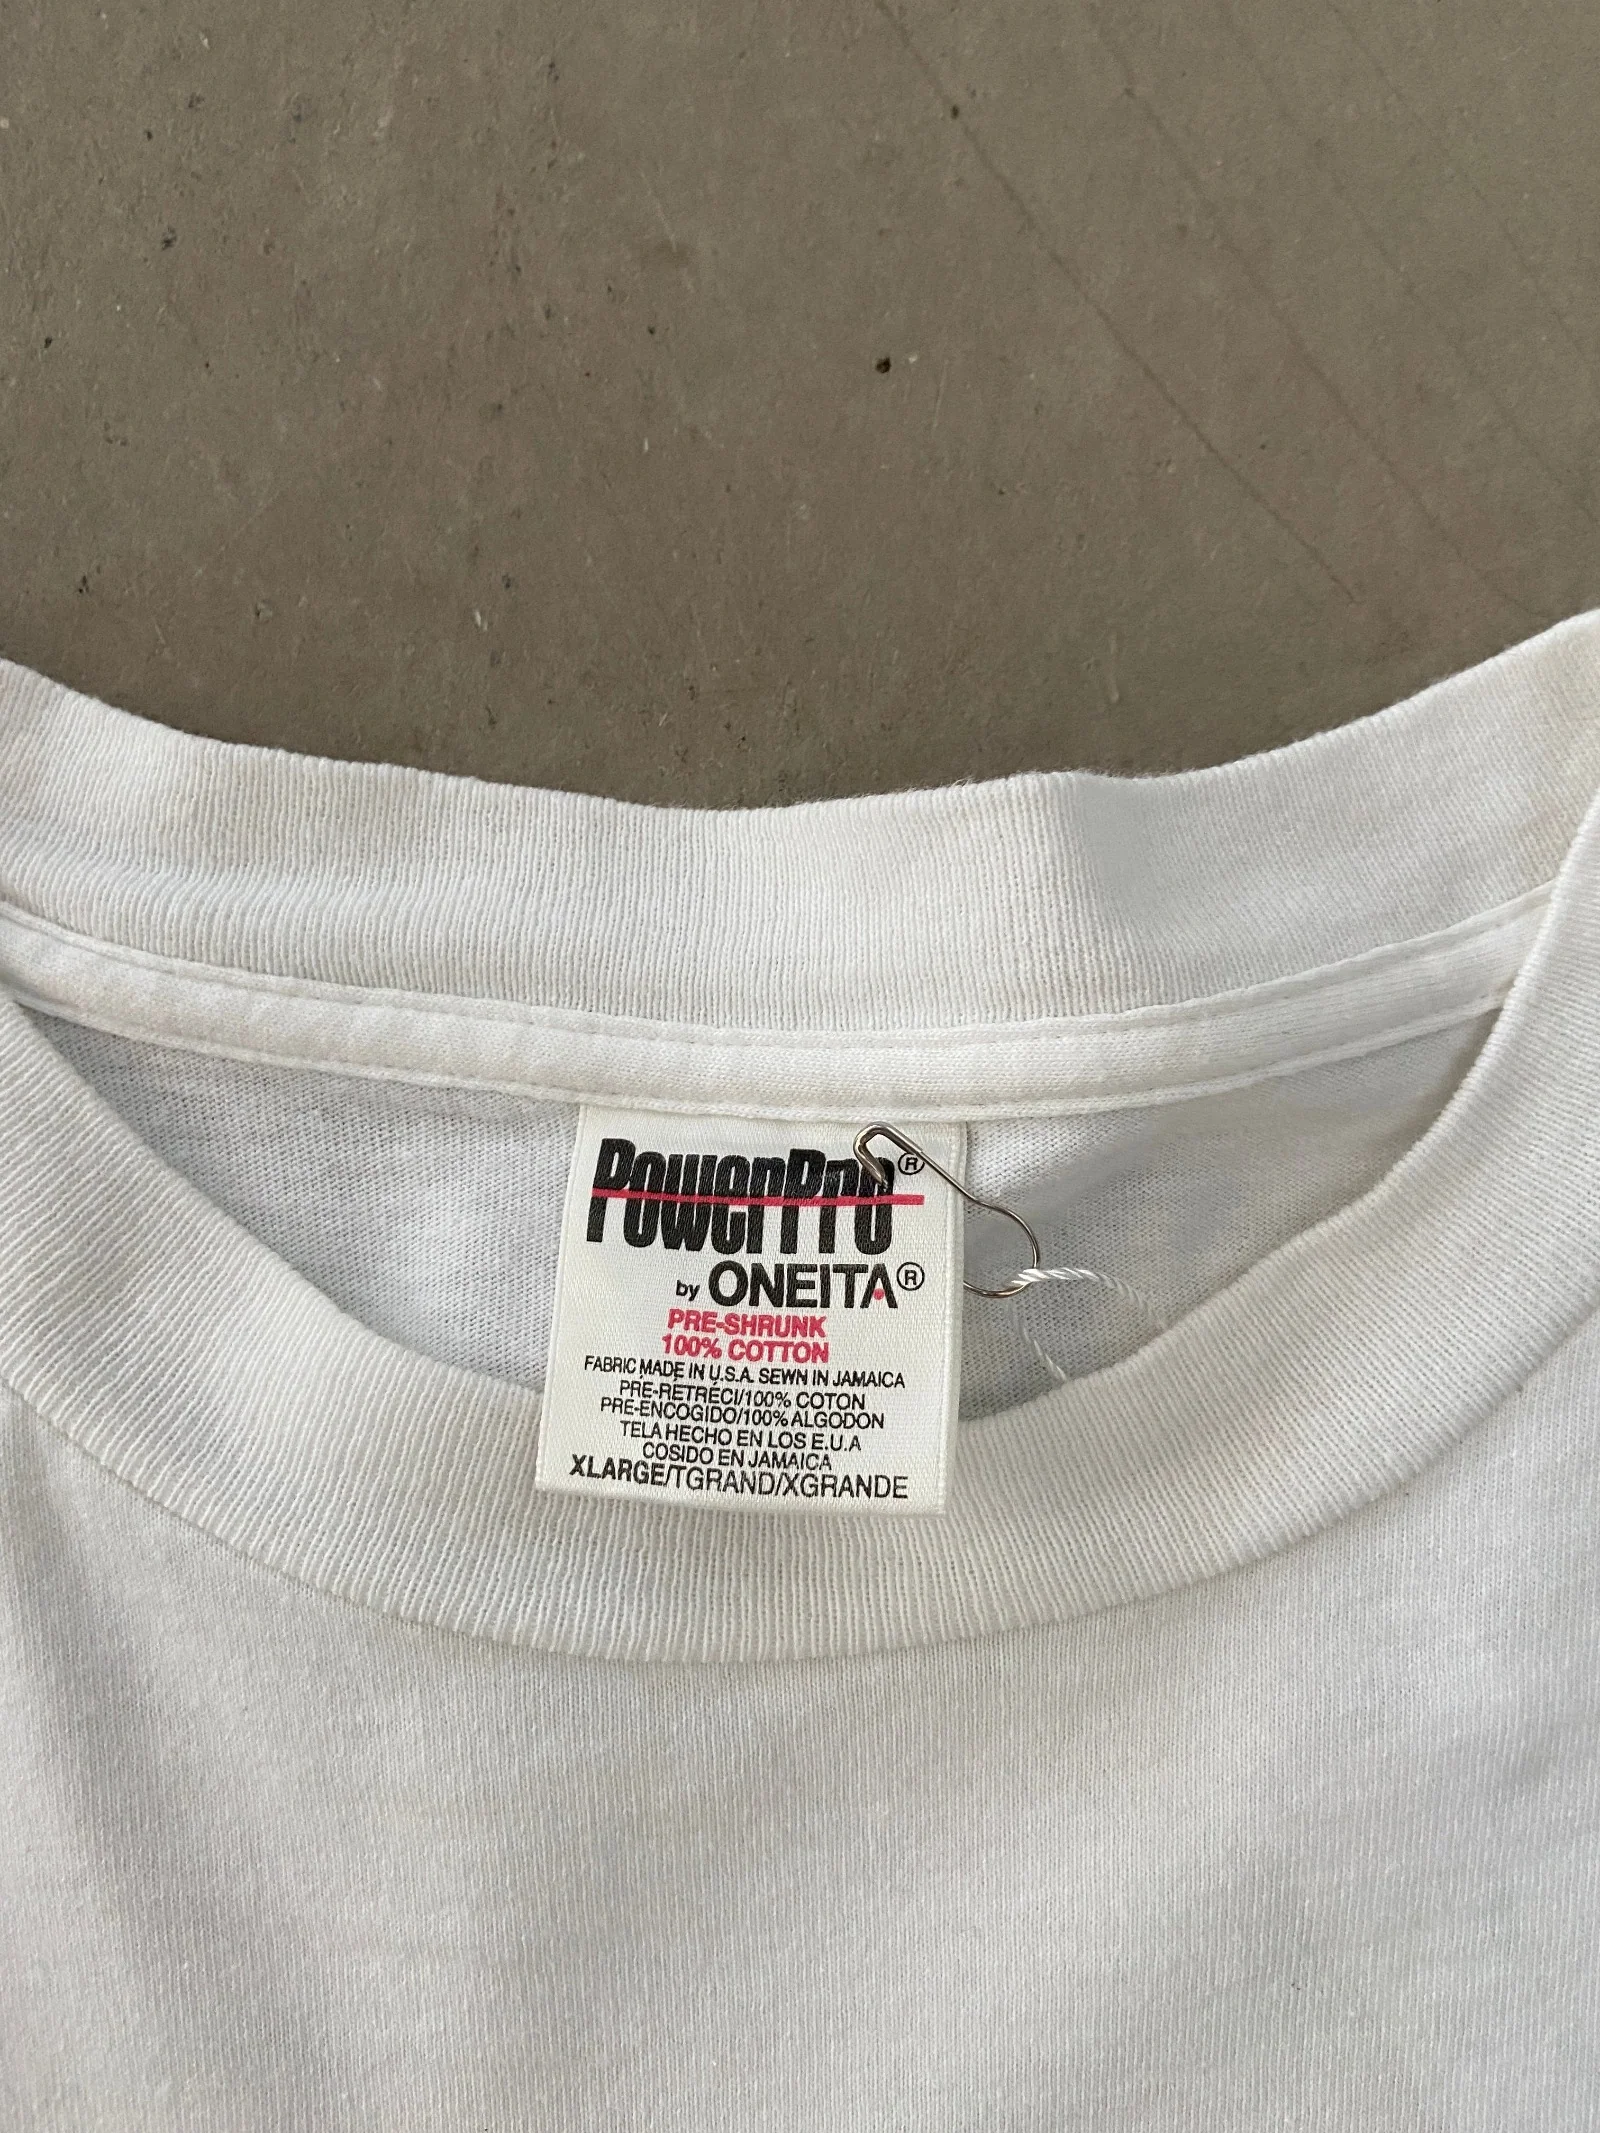 PowerPro®
by ONEITA®
PRE-SHRUNK
100% COTTON
FABRIC MADE IN U.S.A. SEWN IN JAMAICA
PRE-RETRECI/100% COTON
PRE-ENCOGIDO/100% ALGODON
TELA HECHO EN LOS E.U.A
COSIDO EN JAMAICA
XLARGE/TGRAND/XGRANDE